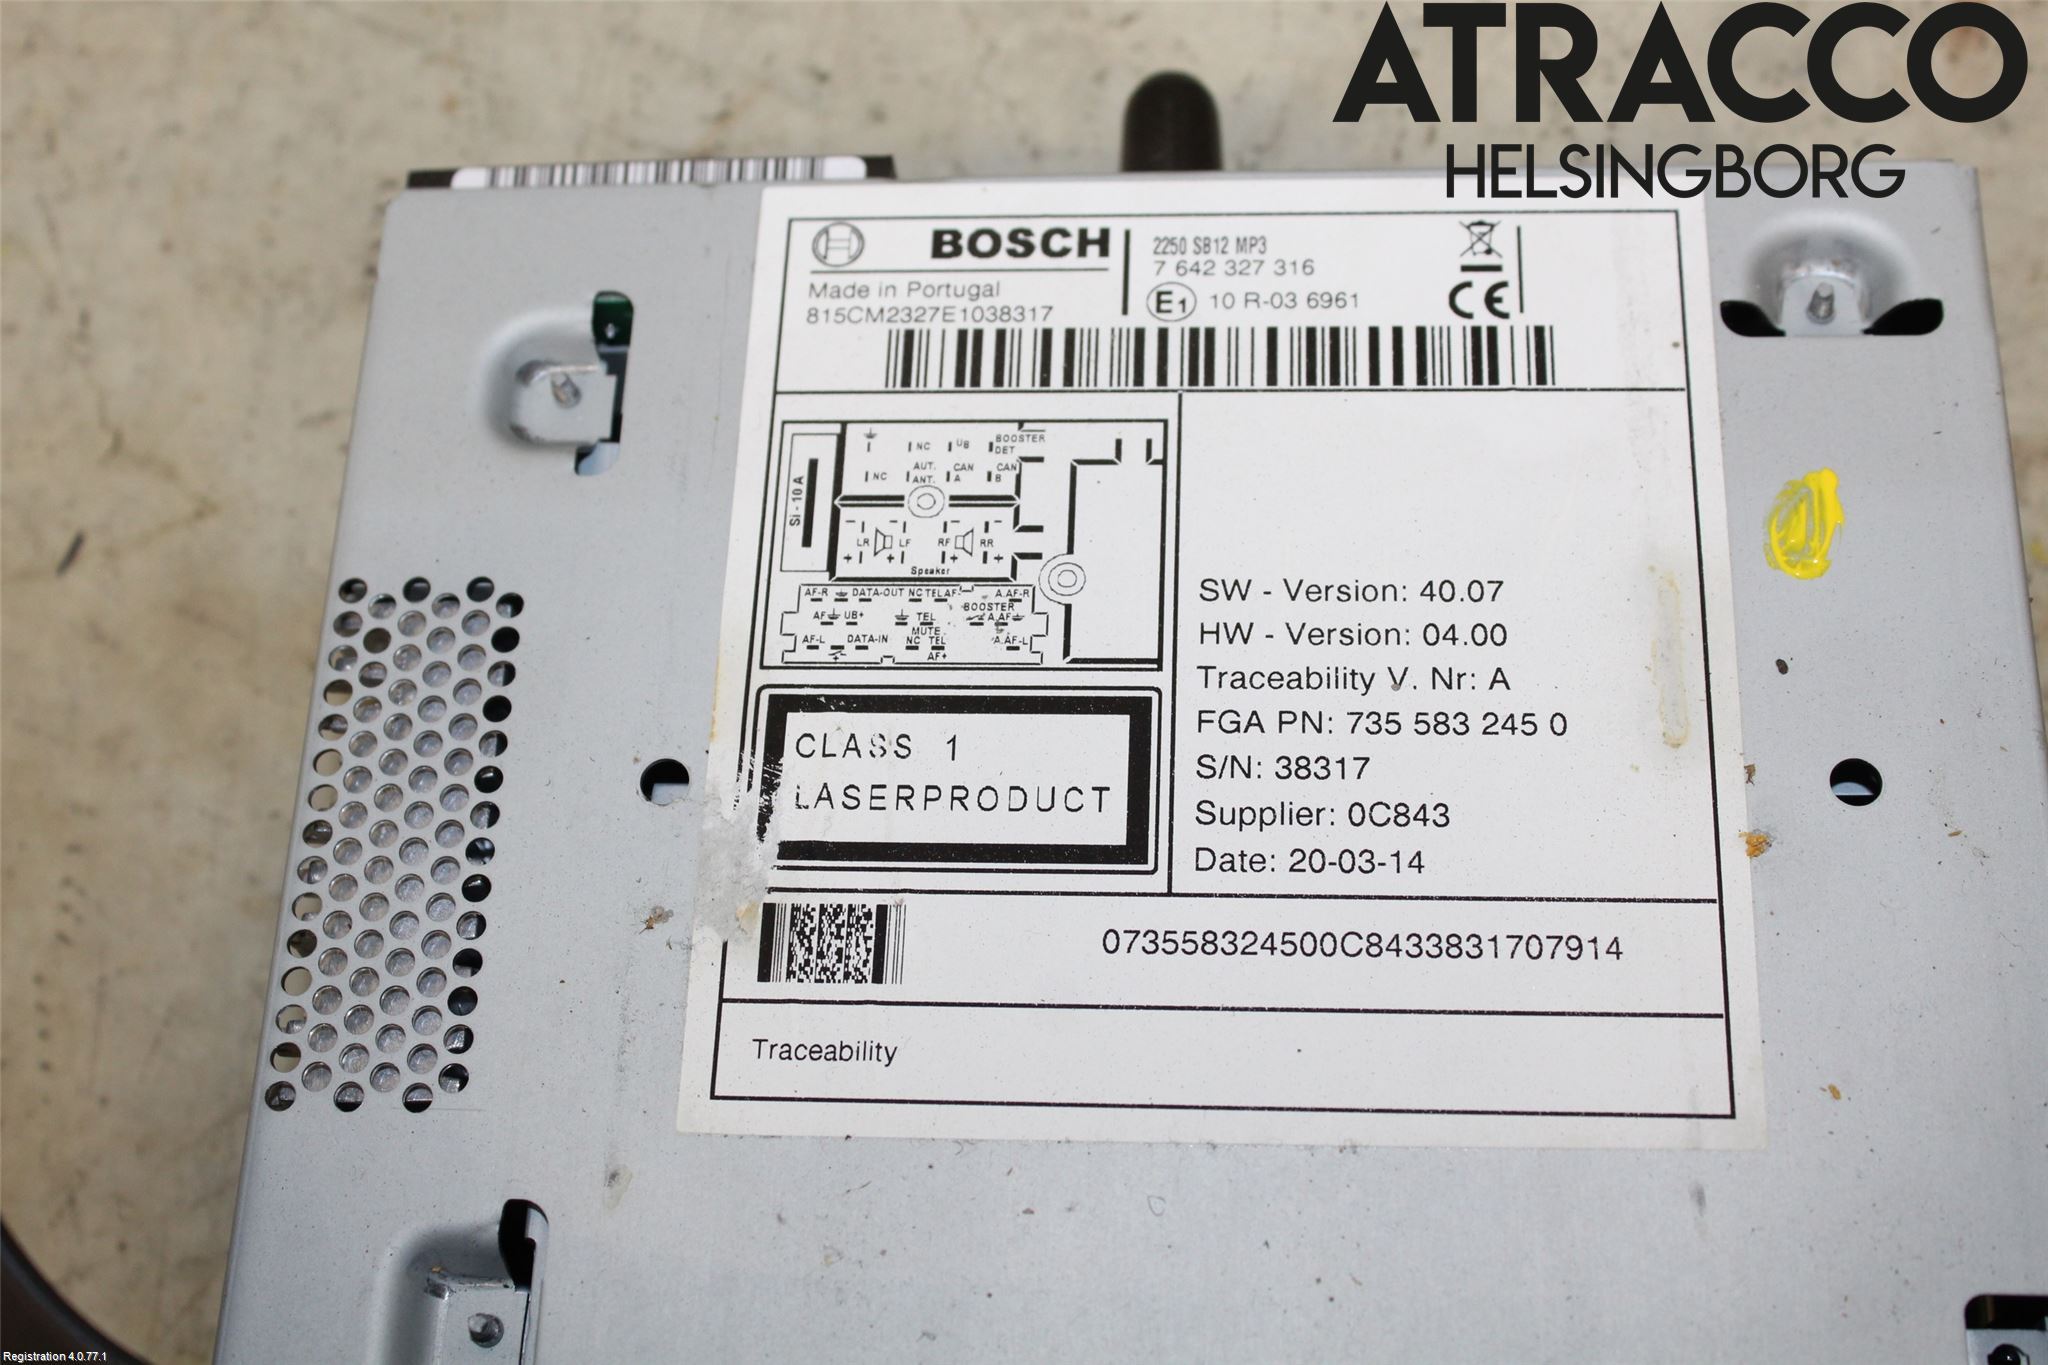 ATRACCO
HELSINGBORG
BOSCH
2250 SB12 MP3
7 642 327 316
Made in Portugal
815CM2327E1038317
E1 10 R-03 6961
CE
NC UB BOOSTER DET
NC AUT. ANT. CAN A CAN B
Si - 10 A
LR LF RF RR
Speaker
AF-R DATA-OUT NC TEL AF- A.AF-R
BOOSTER
AF UB+ TEL MUTE A.AF
AF-L DATA-IN NC TEL AF+ A.AF-L
CLASS 1
LASERPRODUCT
SW - Version: 40.07
HW - Version: 04.00
Traceability V. Nr: A
FGA PN: 735 583 245 0
S/N: 38317
Supplier: 0C843
Date: 20-03-14
073558324500C8433831707914
Traceability
Registration 4.0.77.1